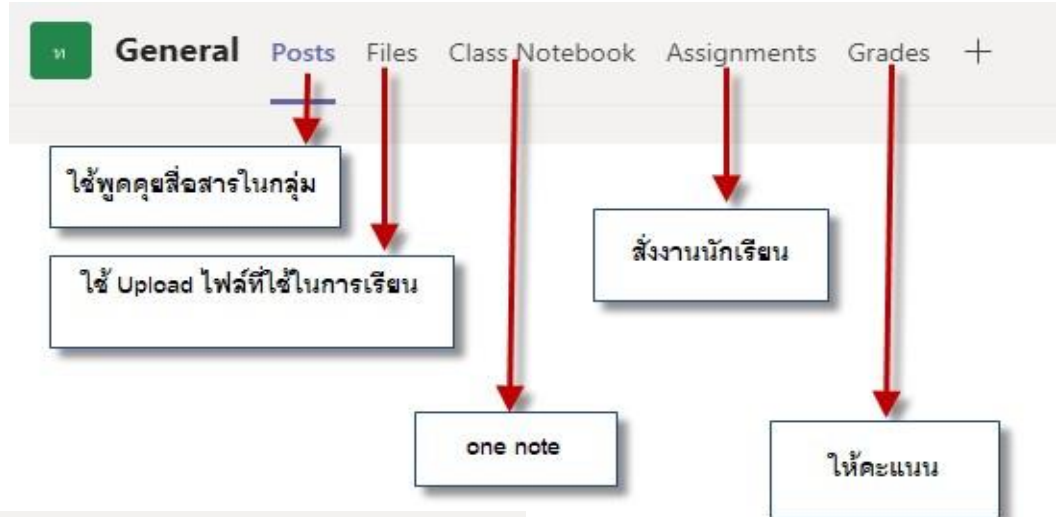 ท General Posts Files Class Notebook Assignments Grades +
ใช้พูดคุยสื่อสารในกลุ่ม
ใช้ Upload ไฟล์ที่ใช้ในการเรียน
สั่งงานนักเรียน
one note
ให้คะแนน